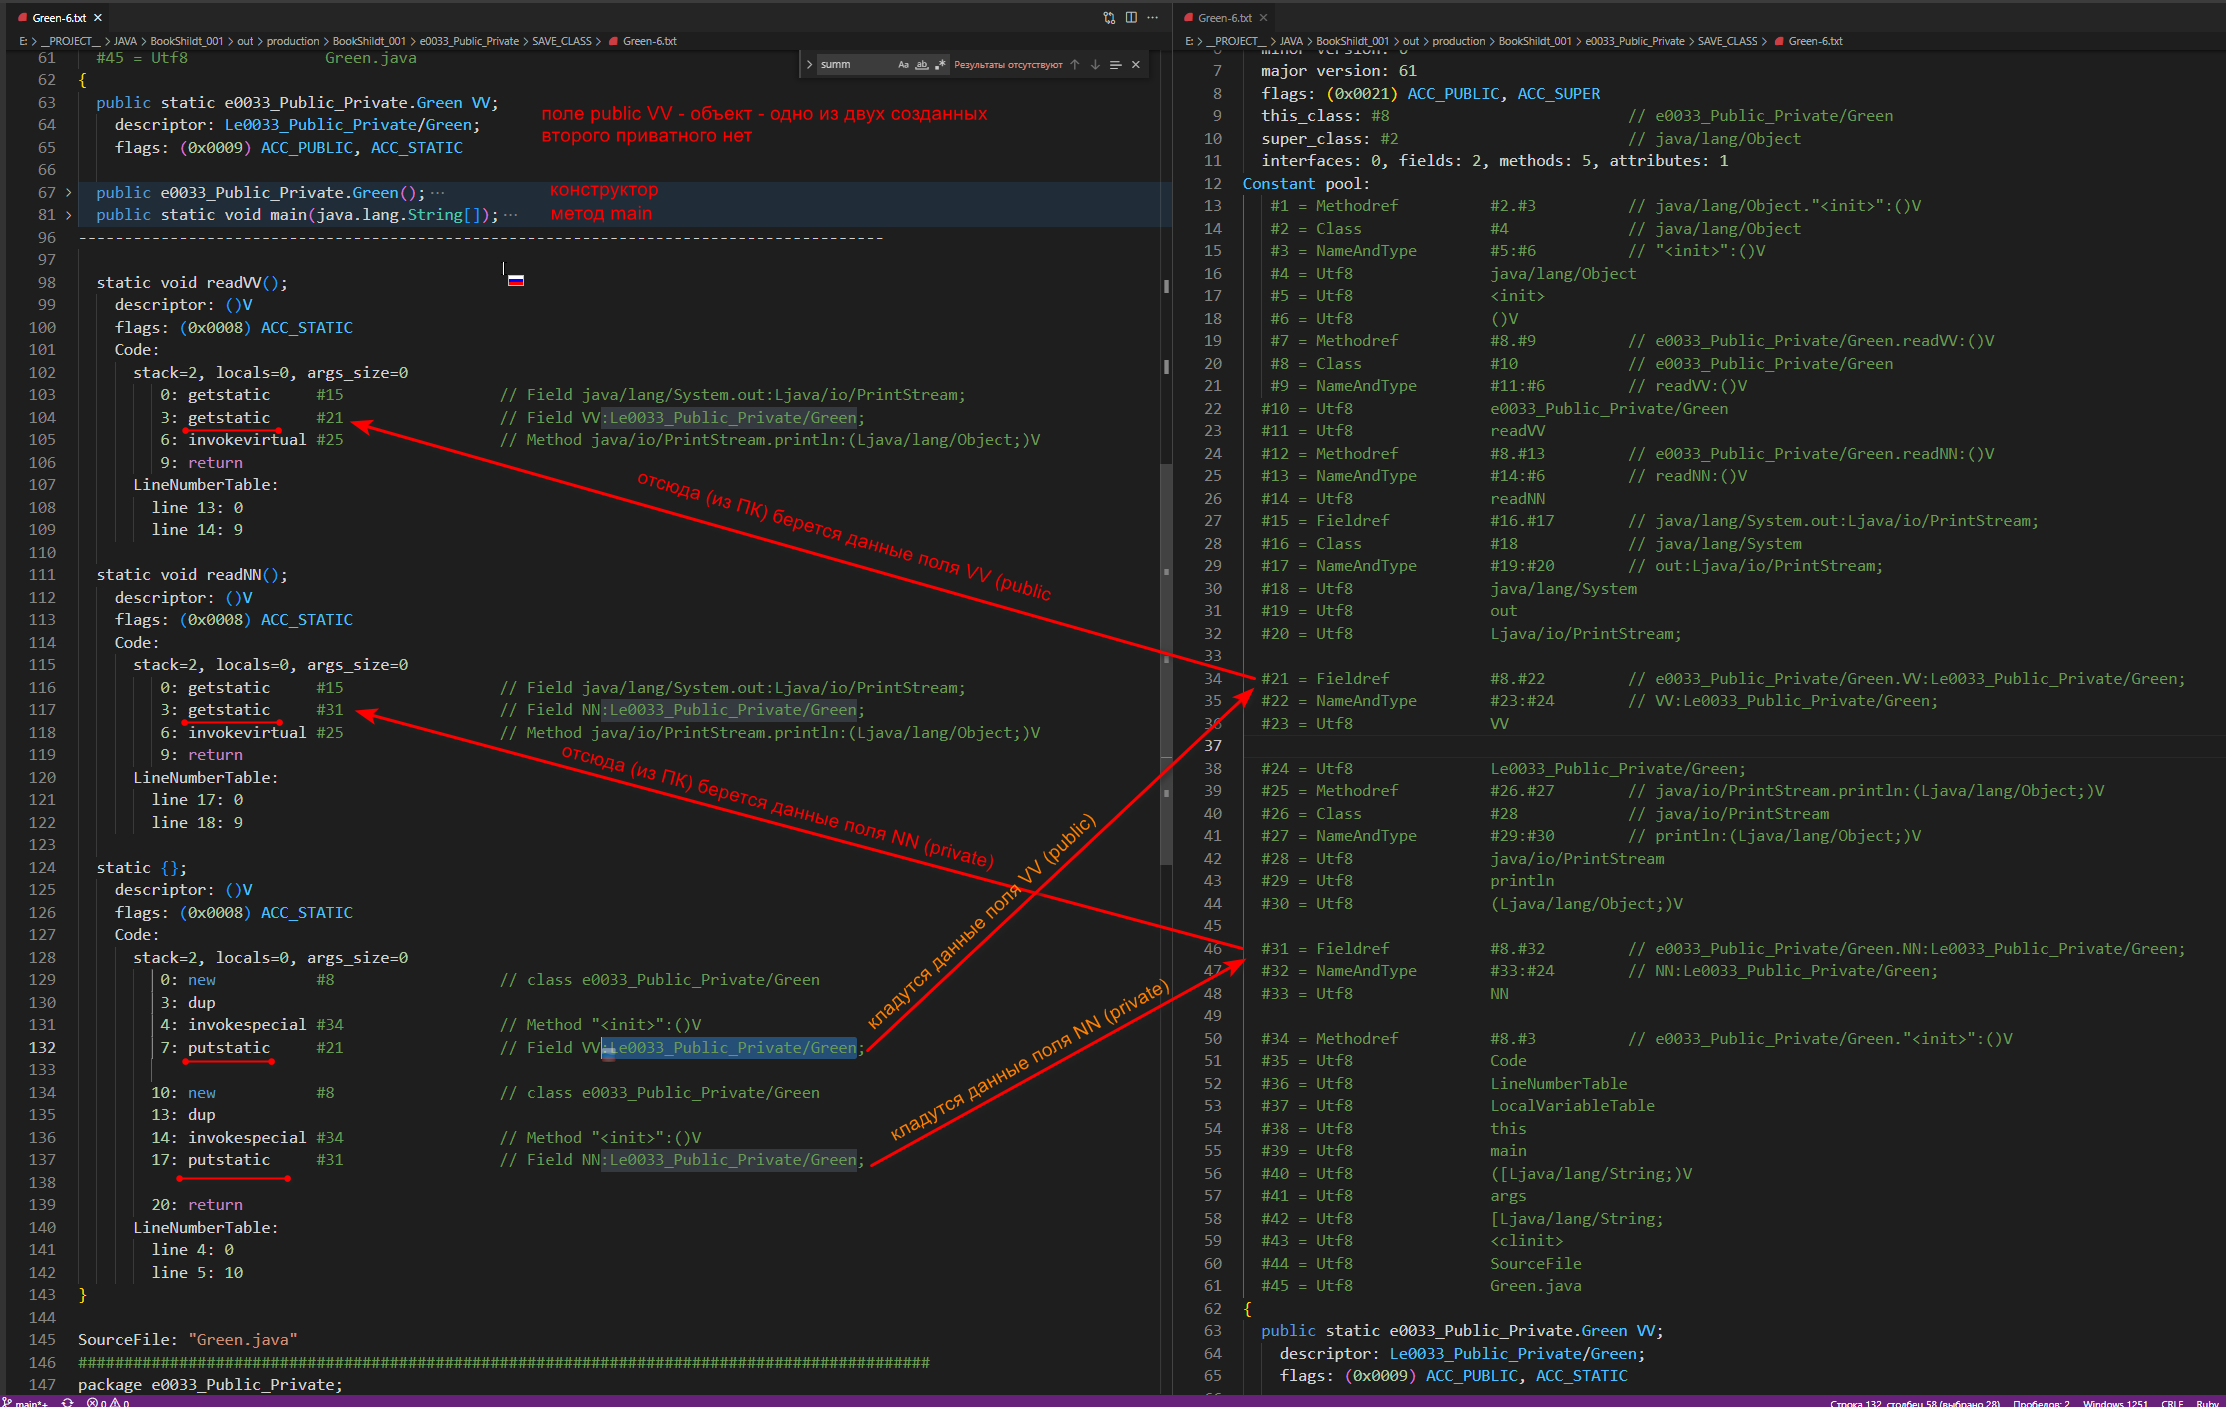 Green-6.txt
E: > __PROJECT__ > JAVA > BookShildt_001 > out > production > BookShildt_001 > e0033_Public_Private > SAVE_CLASS > Green-6.txt
summ Aa ab .* Результаты отсутствуют
61 #45 = Utf8 Green.java
62 {
63 public static e0033_Public_Private.Green VV;
64 descriptor: Le0033_Public_Private/Green;
65 flags: (0x0009) ACC_PUBLIC, ACC_STATIC
поле public VV - объект - одно из двух созданных
второго приватного нет
66
67 > public e0033_Public_Private.Green(); ··· конструктор
81 > public static void main(java.lang.String[]); ··· метод main
96 ----------------------------------------------------------------------------------------
97
98 static void readVV();
99 descriptor: ()V
100 flags: (0x0008) ACC_STATIC
101 Code:
102 stack=2, locals=0, args_size=0
103 0: getstatic #15 // Field java/lang/System.out:Ljava/io/PrintStream;
104 3: getstatic #21 // Field VV:Le0033_Public_Private/Green;
105 6: invokevirtual #25 // Method java/io/PrintStream.println:(Ljava/lang/Object;)V
106 9: return
107 LineNumberTable:
108 line 13: 0
109 line 14: 9
110
отсюда (из ПК) берется данные поля VV (public
111 static void readNN();
112 descriptor: ()V
113 flags: (0x0008) ACC_STATIC
114 Code:
115 stack=2, locals=0, args_size=0
116 0: getstatic #15 // Field java/lang/System.out:Ljava/io/PrintStream;
117 3: getstatic #31 // Field NN:Le0033_Public_Private/Green;
118 6: invokevirtual #25 // Method java/io/PrintStream.println:(Ljava/lang/Object;)V
119 9: return
120 LineNumberTable:
121 line 17: 0
122 line 18: 9
123
отсюда (из ПК) берется данные поля NN (private)
124 static {};
125 descriptor: ()V
126 flags: (0x0008) ACC_STATIC
127 Code:
128 stack=2, locals=0, args_size=0
129 0: new #8 // class e0033_Public_Private/Green
130 3: dup
131 4: invokespecial #34 // Method "<init>":()V
132 7: putstatic #21 // Field VV:Le0033_Public_Private/Green;
кладутся данные поля VV (public)
133
134 10: new #8 // class e0033_Public_Private/Green
135 13: dup
136 14: invokespecial #34 // Method "<init>":()V
137 17: putstatic #31 // Field NN:Le0033_Public_Private/Green;
кладутся данные поля NN (private)
138
139 20: return
140 LineNumberTable:
141 line 4: 0
142 line 5: 10
143 }
144
145 SourceFile: "Green.java"
146 #############################################################################################
147 package e0033_Public_Private;
Green-6.txt
E: > __PROJECT__ > JAVA > BookShildt_001 > out > production > BookShildt_001 > e0033_Public_Private > SAVE_CLASS > Green-6.txt
6 minor version: 0
7 major version: 61
8 flags: (0x0021) ACC_PUBLIC, ACC_SUPER
9 this_class: #8 // e0033_Public_Private/Green
10 super_class: #2 // java/lang/Object
11 interfaces: 0, fields: 2, methods: 5, attributes: 1
12 Constant pool:
13 #1 = Methodref #2.#3 // java/lang/Object."<init>":()V
14 #2 = Class #4 // java/lang/Object
15 #3 = NameAndType #5:#6 // "<init>":()V
16 #4 = Utf8 java/lang/Object
17 #5 = Utf8 <init>
18 #6 = Utf8 ()V
19 #7 = Methodref #8.#9 // e0033_Public_Private/Green.readVV:()V
20 #8 = Class #10 // e0033_Public_Private/Green
21 #9 = NameAndType #11:#6 // readVV:()V
22 #10 = Utf8 e0033_Public_Private/Green
23 #11 = Utf8 readVV
24 #12 = Methodref #8.#13 // e0033_Public_Private/Green.readNN:()V
25 #13 = NameAndType #14:#6 // readNN:()V
26 #14 = Utf8 readNN
27 #15 = Fieldref #16.#17 // java/lang/System.out:Ljava/io/PrintStream;
28 #16 = Class #18 // java/lang/System
29 #17 = NameAndType #19:#20 // out:Ljava/io/PrintStream;
30 #18 = Utf8 java/lang/System
31 #19 = Utf8 out
32 #20 = Utf8 Ljava/io/PrintStream;
33
34 #21 = Fieldref #8.#22 // e0033_Public_Private/Green.VV:Le0033_Public_Private/Green;
35 #22 = NameAndType #23:#24 // VV:Le0033_Public_Private/Green;
36 #23 = Utf8 VV
37
38 #24 = Utf8 Le0033_Public_Private/Green;
39 #25 = Methodref #26.#27 // java/io/PrintStream.println:(Ljava/lang/Object;)V
40 #26 = Class #28 // java/io/PrintStream
41 #27 = NameAndType #29:#30 // println:(Ljava/lang/Object;)V
42 #28 = Utf8 java/io/PrintStream
43 #29 = Utf8 println
44 #30 = Utf8 (Ljava/lang/Object;)V
45
46 #31 = Fieldref #8.#32 // e0033_Public_Private/Green.NN:Le0033_Public_Private/Green;
47 #32 = NameAndType #33:#24 // NN:Le0033_Public_Private/Green;
48 #33 = Utf8 NN
49
50 #34 = Methodref #8.#3 // e0033_Public_Private/Green."<init>":()V
51 #35 = Utf8 Code
52 #36 = Utf8 LineNumberTable
53 #37 = Utf8 LocalVariableTable
54 #38 = Utf8 this
55 #39 = Utf8 main
56 #40 = Utf8 ([Ljava/lang/String;)V
57 #41 = Utf8 args
58 #42 = Utf8 [Ljava/lang/String;
59 #43 = Utf8 <clinit>
60 #44 = Utf8 SourceFile
61 #45 = Utf8 Green.java
62 {
63 public static e0033_Public_Private.Green VV;
64 descriptor: Le0033_Public_Private/Green;
65 flags: (0x0009) ACC_PUBLIC, ACC_STATIC
main*+ 0 0 Строка 132, столбец 58 (выбрано 28) Пробелов: 2 Windows 1251 CRLF Ruby